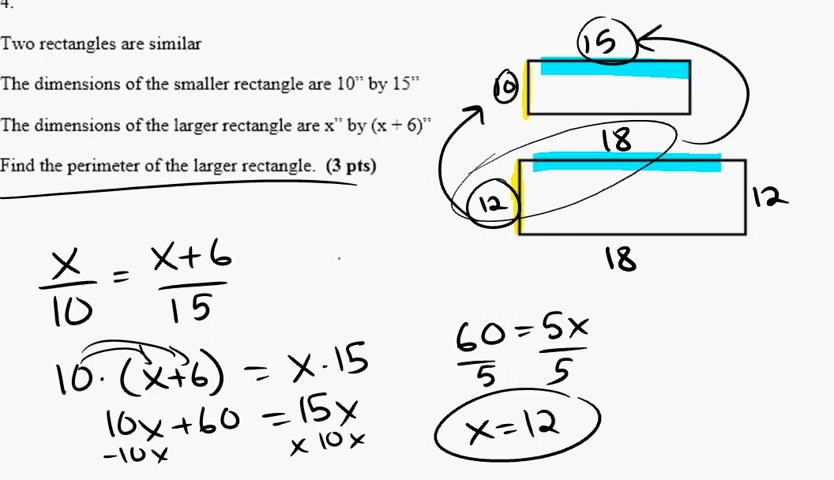 4.
Two rectangles are similar
The dimensions of the smaller rectangle are 10” by 15”
The dimensions of the larger rectangle are x” by (x + 6)”
Find the perimeter of the larger rectangle. (3 pts)
15
10
18
12
12
18
x/10 = x+6/15
10·(x+6) = x·15
10x+60 = 15x
-10x x 10x
60/5 = 5x/5
x=12